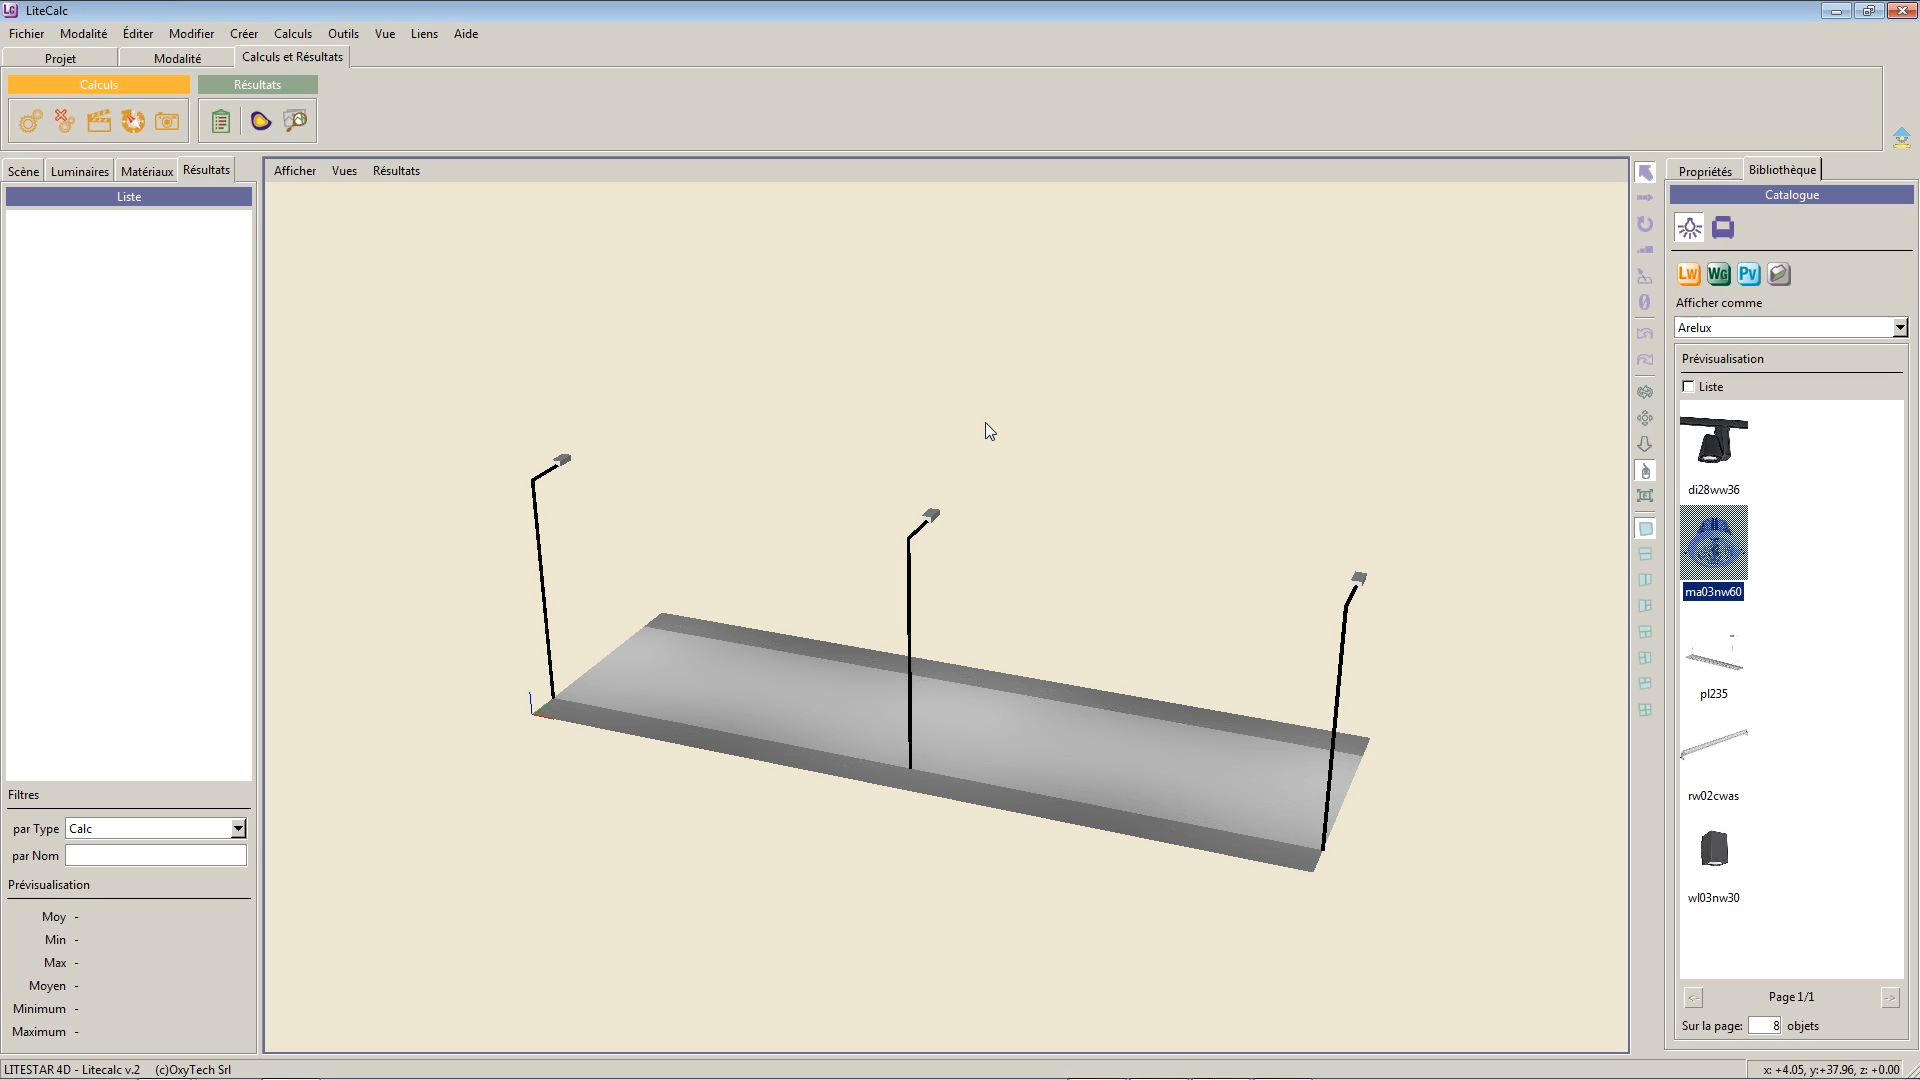 LiteCalc
Fichier Modalité Éditer Modifier Créer Calculs Outils Vue Liens Aide
Projet Modalité Calculs et Résultats
Calculs Résultats
Scène Luminaires Matériaux Résultats
Liste
Afficher Vues Résultats
Propriétés Bibliothèque
Catalogue
Lw Wg Pv
Afficher comme
Arelux
Prévisualisation
Liste
di28ww36
ma03nw60
pl235
rw02cwas
wl03nw30
<- Page 1/1 ->
Sur la page: 8 objets
Filtres
par Type Calc
par Nom
Prévisualisation
Moy -
Min -
Max -
Moyen -
Minimum -
Maximum -
LITESTAR 4D - Litecalc v.2 (c)OxyTech Srl
x: +4.05, y:+37.96, z: +0.00